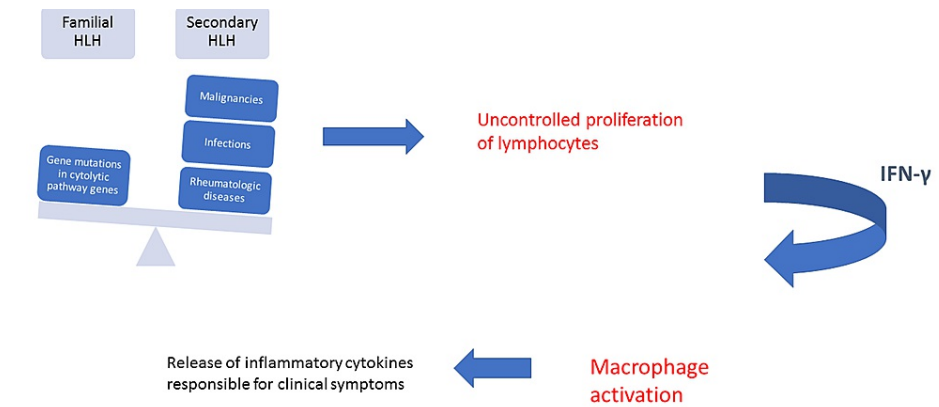 Familial
HLH
Secondary
HLH
Malignancies
Infections
Rheumatologic
diseases
Gene mutations
in cytolytic
pathway genes
Uncontrolled proliferation
of lymphocytes
IFN-γ
Macrophage
activation
Release of inflammatory cytokines
responsible for clinical symptoms